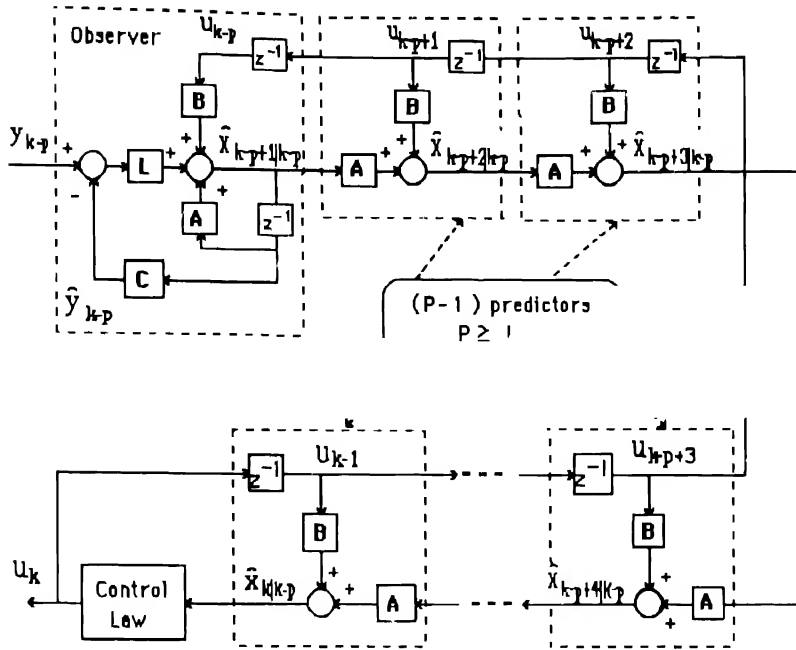 Observer
u_{k-p}
z^{-1}
u_{k-p+1}
z^{-1}
u_{k-p+2}
z^{-1}
B
B
B
y_{k-p}
+
-
L
+
+
+
x̂_{k-p+1|k-p}
A
+
+
x̂_{k-p+2|k-p}
A
+
+
x̂_{k-p+3|k-p}
A
z^{-1}
C
ŷ_{k-p}
(P-1) predictors
P ≥ 1
z^{-1}
u_{k-1}
z^{-1}
u_{k-p+3}
B
B
u_k
Control
Law
x̂_{k|k-p}
+
+
A
x̂_{k-p+4|k-p}
+
+
A